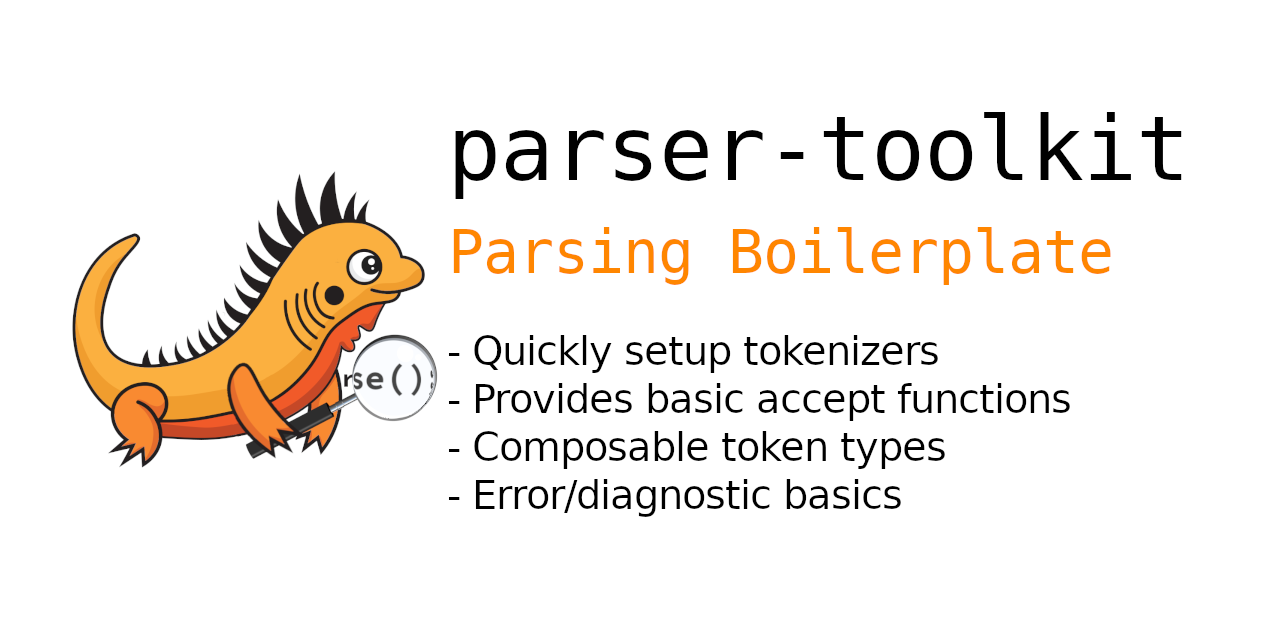 parser-toolkit
Parsing Boilerplate
- Quickly setup tokenizers
- Provides basic accept functions
- Composable token types
- Error/diagnostic basics
rse();